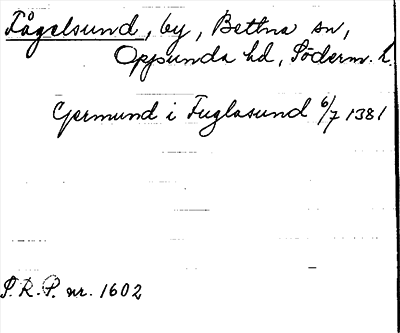 Fågelsund, by, Bettna sn,
Oppunda hd, Söderm. l.
Germund i Fuglasund 6/7 1381
S.R.P. nr. 1602